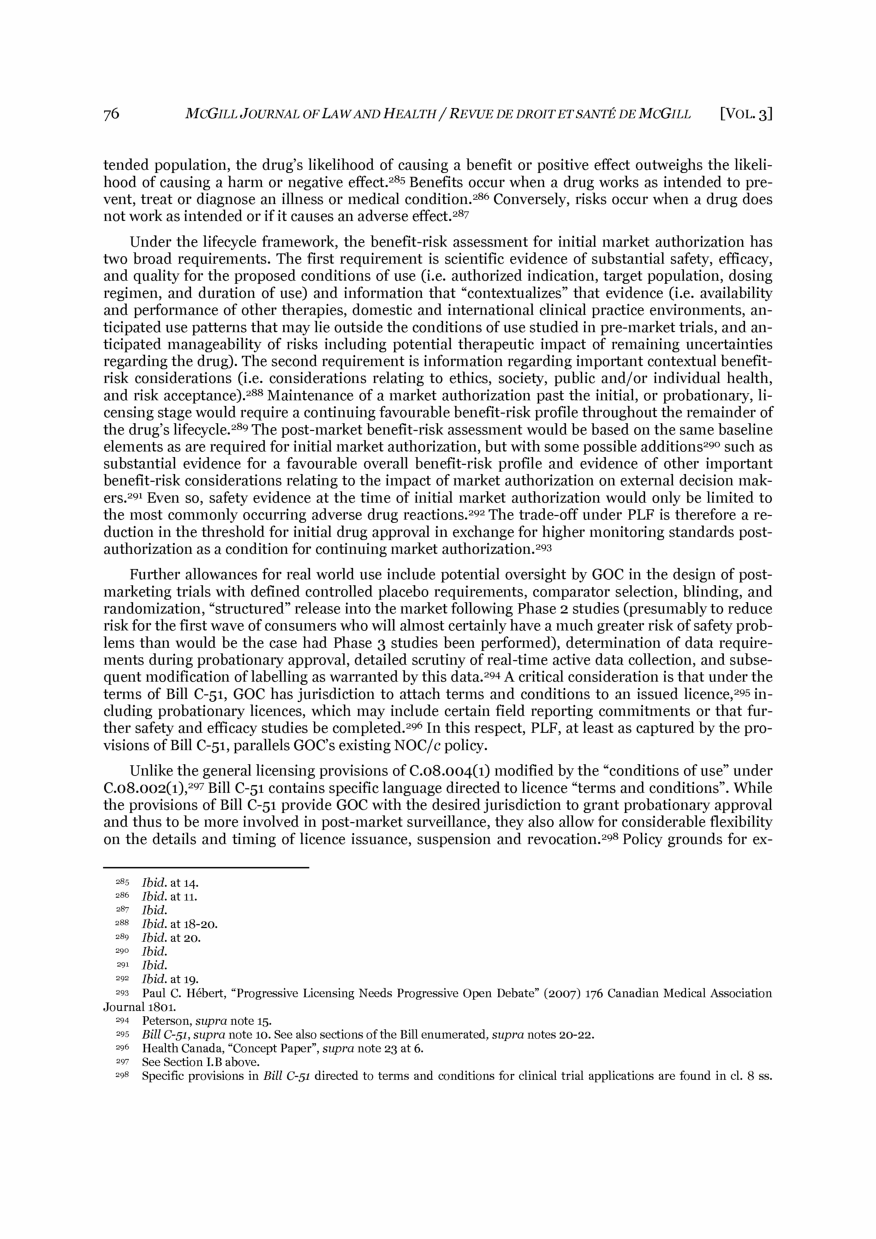 76 MCGILL JOURNAL OF LAW AND HEALTH / REVUE DE DROIT ET SANTÉ DE MCGILL [VOL. 3]
tended population, the drug's likelihood of causing a benefit or positive effect outweighs the likeli-
hood of causing a harm or negative effect.285 Benefits occur when a drug works as intended to pre-
vent, treat or diagnose an illness or medical condition.286 Conversely, risks occur when a drug does
not work as intended or if it causes an adverse effect.287
Under the lifecycle framework, the benefit-risk assessment for initial market authorization has
two broad requirements. The first requirement is scientific evidence of substantial safety, efficacy,
and quality for the proposed conditions of use (i.e. authorized indication, target population, dosing
regimen, and duration of use) and information that “contextualizes” that evidence (i.e. availability
and performance of other therapies, domestic and international clinical practice environments, an-
ticipated use patterns that may lie outside the conditions of use studied in pre-market trials, and an-
ticipated manageability of risks including potential therapeutic impact of remaining uncertainties
regarding the drug). The second requirement is information regarding important contextual benefit-
risk considerations (i.e. considerations relating to ethics, society, public and/or individual health,
and risk acceptance).288 Maintenance of a market authorization past the initial, or probationary, li-
censing stage would require a continuing favourable benefit-risk profile throughout the remainder of
the drug's lifecycle.289 The post-market benefit-risk assessment would be based on the same baseline
elements as are required for initial market authorization, but with some possible additions290 such as
substantial evidence for a favourable overall benefit-risk profile and evidence of other important
benefit-risk considerations relating to the impact of market authorization on external decision mak-
ers.291 Even so, safety evidence at the time of initial market authorization would only be limited to
the most commonly occurring adverse drug reactions.292 The trade-off under PLF is therefore a re-
duction in the threshold for initial drug approval in exchange for higher monitoring standards post-
authorization as a condition for continuing market authorization.293
Further allowances for real world use include potential oversight by GOC in the design of post-
marketing trials with defined controlled placebo requirements, comparator selection, blinding, and
randomization, “structured” release into the market following Phase 2 studies (presumably to reduce
risk for the first wave of consumers who will almost certainly have a much greater risk of safety prob-
lems than would be the case had Phase 3 studies been performed), determination of data require-
ments during probationary approval, detailed scrutiny of real-time active data collection, and subse-
quent modification of labelling as warranted by this data.294 A critical consideration is that under the
terms of Bill C-51, GOC has jurisdiction to attach terms and conditions to an issued licence,295 in-
cluding probationary licences, which may include certain field reporting commitments or that fur-
ther safety and efficacy studies be completed.296 In this respect, PLF, at least as captured by the pro-
visions of Bill C-51, parallels GOC's existing NOC/c policy.
Unlike the general licensing provisions of C.08.004(1) modified by the “conditions of use” under
C.08.002(1),297 Bill C-51 contains specific language directed to licence “terms and conditions”. While
the provisions of Bill C-51 provide GOC with the desired jurisdiction to grant probationary approval
and thus to be more involved in post-market surveillance, they also allow for considerable flexibility
on the details and timing of licence issuance, suspension and revocation.298 Policy grounds for ex-
285 Ibid. at 14.
286 Ibid. at 11.
287 Ibid.
288 Ibid. at 18-20.
289 Ibid. at 20.
290 Ibid.
291 Ibid.
292 Ibid. at 19.
293 Paul C. Hébert, “Progressive Licensing Needs Progressive Open Debate” (2007) 176 Canadian Medical Association
Journal 1801.
294 Peterson, supra note 15.
295 Bill C-51, supra note 10. See also sections of the Bill enumerated, supra notes 20-22.
296 Health Canada, “Concept Paper”, supra note 23 at 6.
297 See Section I.B above.
298 Specific provisions in Bill C-51 directed to terms and conditions for clinical trial applications are found in cl. 8 ss.